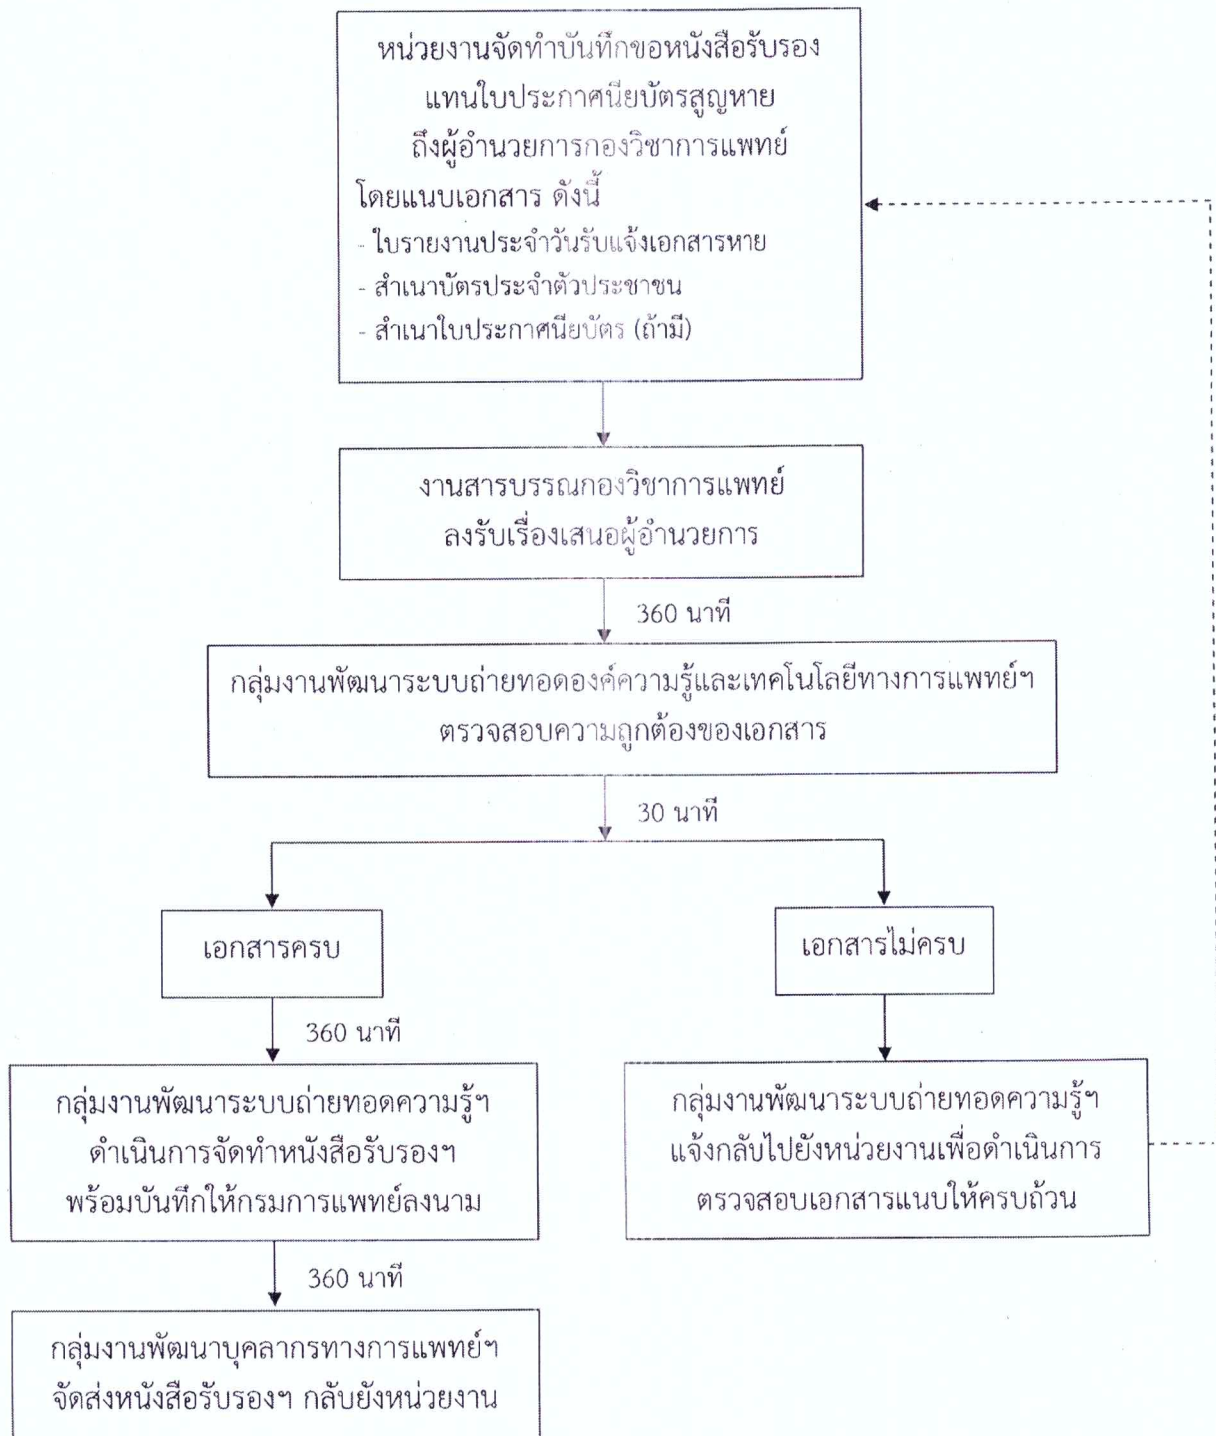 หน่วยงานจัดทำบันทึกขอหนังสือรับรอง
แทนใบประกาศนียบัตรสูญหาย
ถึงผู้อำนวยการกองวิชาการแพทย์
โดยแนบเอกสาร ดังนี้
- ใบรายงานประจำวันรับแจ้งเอกสารหาย
- สำเนาบัตรประจำตัวประชาชน
- สำเนาใบประกาศนียบัตร (ถ้ามี)
งานสารบรรณกองวิชาการแพทย์
ลงรับเรื่องเสนอผู้อำนวยการ
360 นาที
กลุ่มงานพัฒนาระบบถ่ายทอดองค์ความรู้และเทคโนโลยีทางการแพทย์ฯ
ตรวจสอบความถูกต้องของเอกสาร
30 นาที
เอกสารครบ
เอกสารไม่ครบ
360 นาที
กลุ่มงานพัฒนาระบบถ่ายทอดความรู้ฯ
ดำเนินการจัดทำหนังสือรับรองฯ
พร้อมบันทึกให้กรมการแพทย์ลงนาม
กลุ่มงานพัฒนาระบบถ่ายทอดความรู้ฯ
แจ้งกลับไปยังหน่วยงานเพื่อดำเนินการ
ตรวจสอบเอกสารแนบให้ครบถ้วน
360 นาที
กลุ่มงานพัฒนาบุคลากรทางการแพทย์ฯ
จัดส่งหนังสือรับรองฯ กลับยังหน่วยงาน